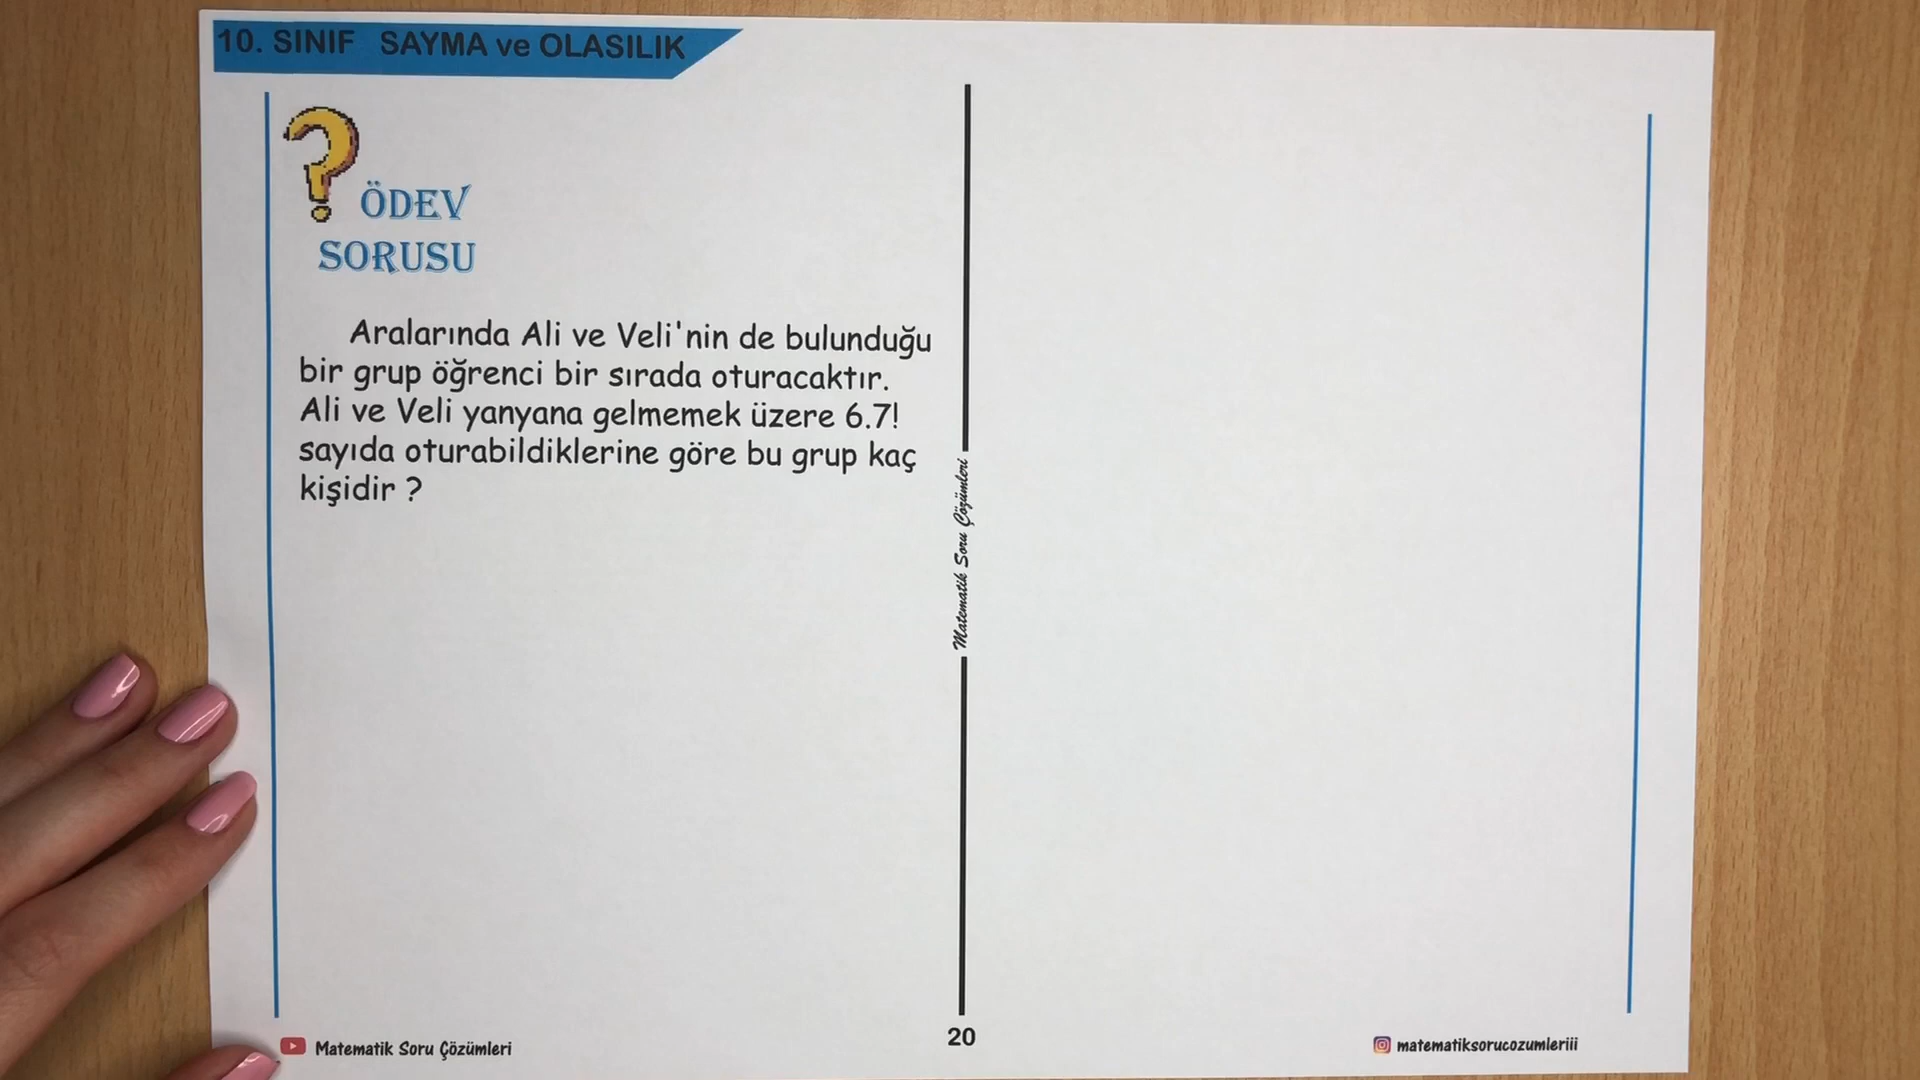 10. SINIF SAYMA ve OLASILIK
ÖDEV
SORUSU
Aralarında Ali ve Veli'nin de bulunduğu
bir grup öğrenci bir sırada oturacaktır.
Ali ve Veli yanyana gelmemek üzere 6.7!
sayıda oturabildiklerine göre bu grup kaç
kişidir ?
Matematik Soru Çözümleri
Matematik Soru Çözümleri
20
matematiksorucozumleriii